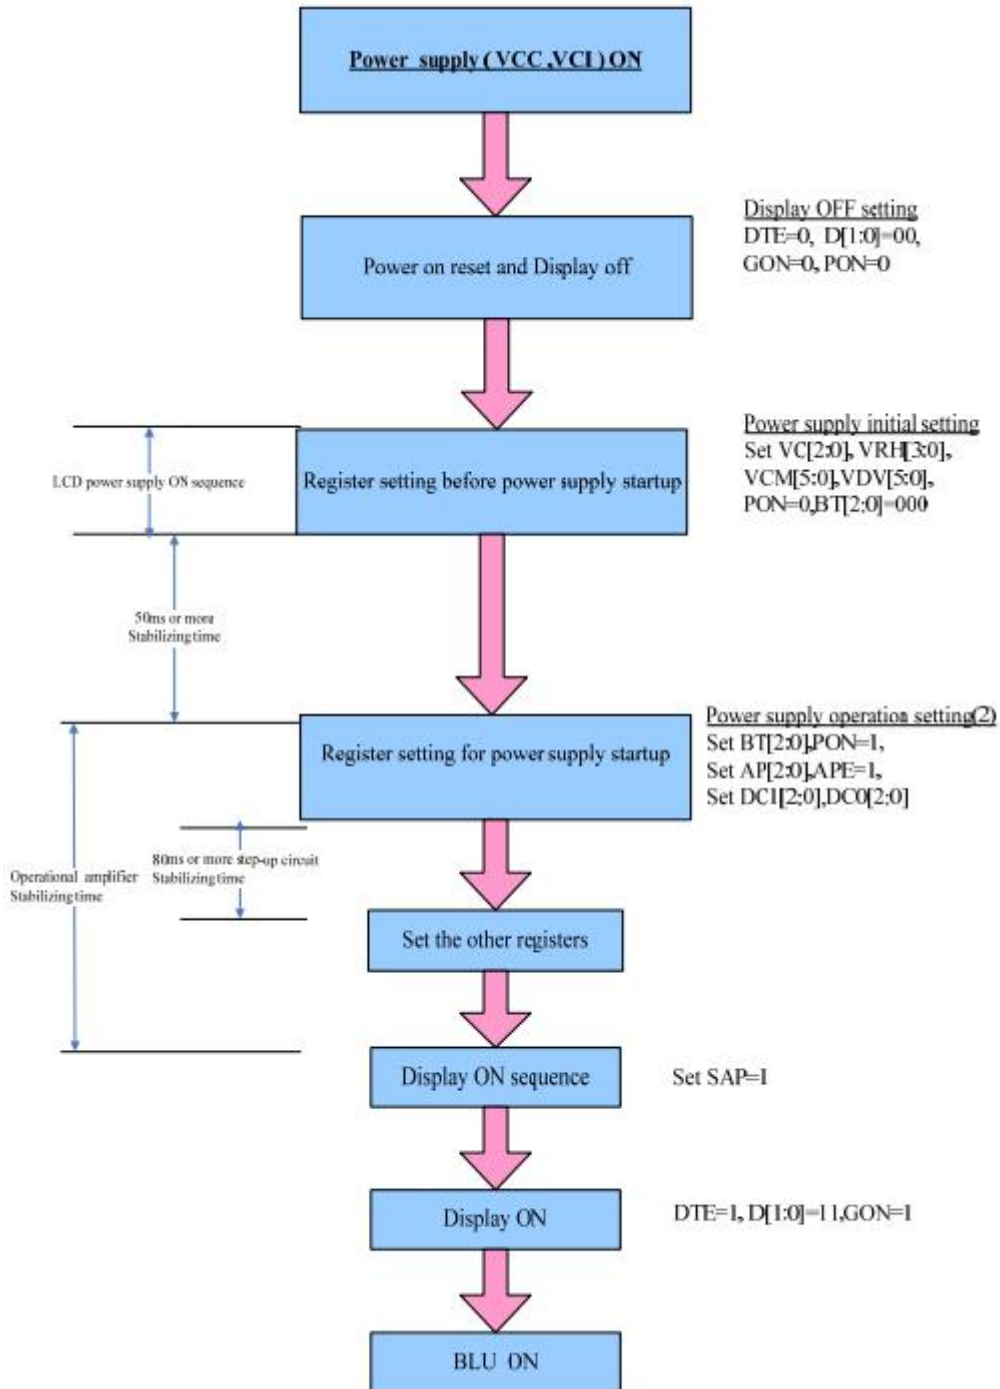 Power supply ( VCC ,VCI ) ON
Power on reset and Display off
Display OFF setting
DTE=0, D[1:0]=00,
GON=0, PON=0
LCD power supply ON sequence
Register setting before power supply startup
Power supply initial setting
Set VC[2:0], VRH[3:0],
VCM[5:0],VDV[5:0],
PON=0,BT[2:0]=000
50ms or more
Stabilizing time
Register setting for power supply startup
Power supply operation setting(2)
Set BT[2:0],PON=1,
Set AP[2:0],APE=1,
Set DC1[2:0],DC0[2:0]
80ms or more step-up circuit
Stabilizing time
Operational amplifier
Stabilizing time
Set the other registers
Display ON sequence
Set SAP=1
Display ON
DTE=1, D[1:0]=11,GON=1
BLU ON